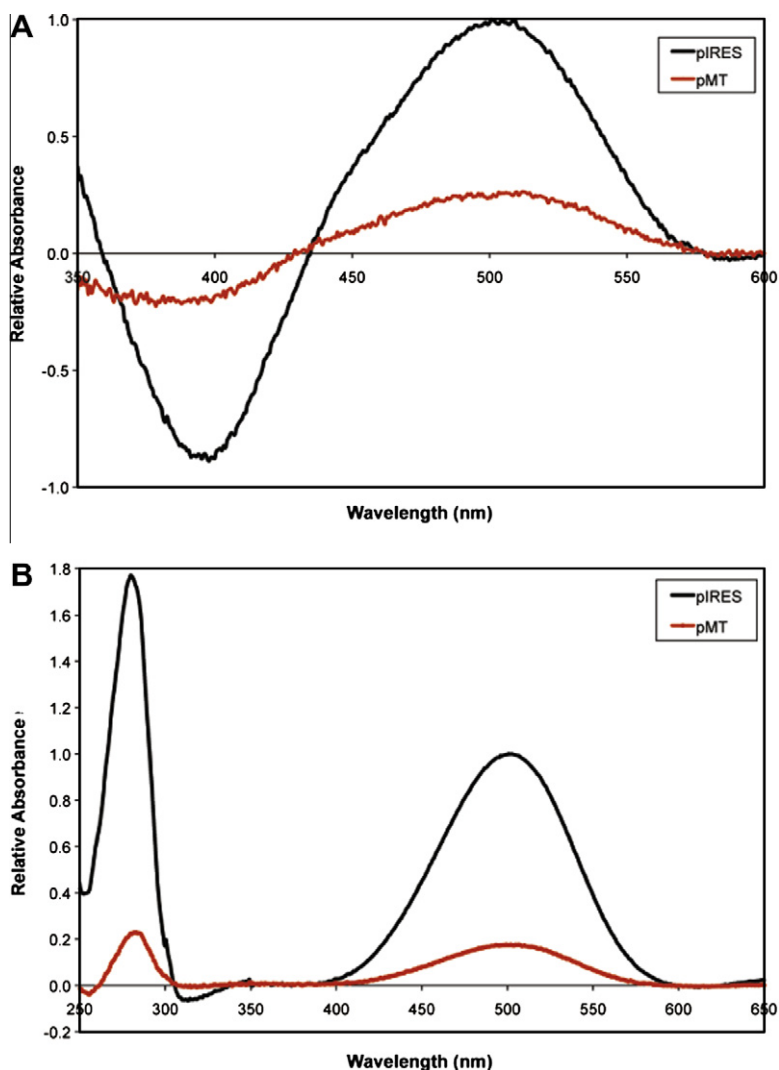 A
1.0
pIRES
pMT
0.5
Relative Absorbance
0.0
350 400 450 500 550 600
-0.5
-1.0
Wavelength (nm)
B
1.8
pIRES
pMT
1.6
1.4
1.2
1.0
Relative Absorbance
0.8
0.6
0.4
0.2
0.0
250 300 350 400 450 500 550 600 650
-0.2
Wavelength (nm)